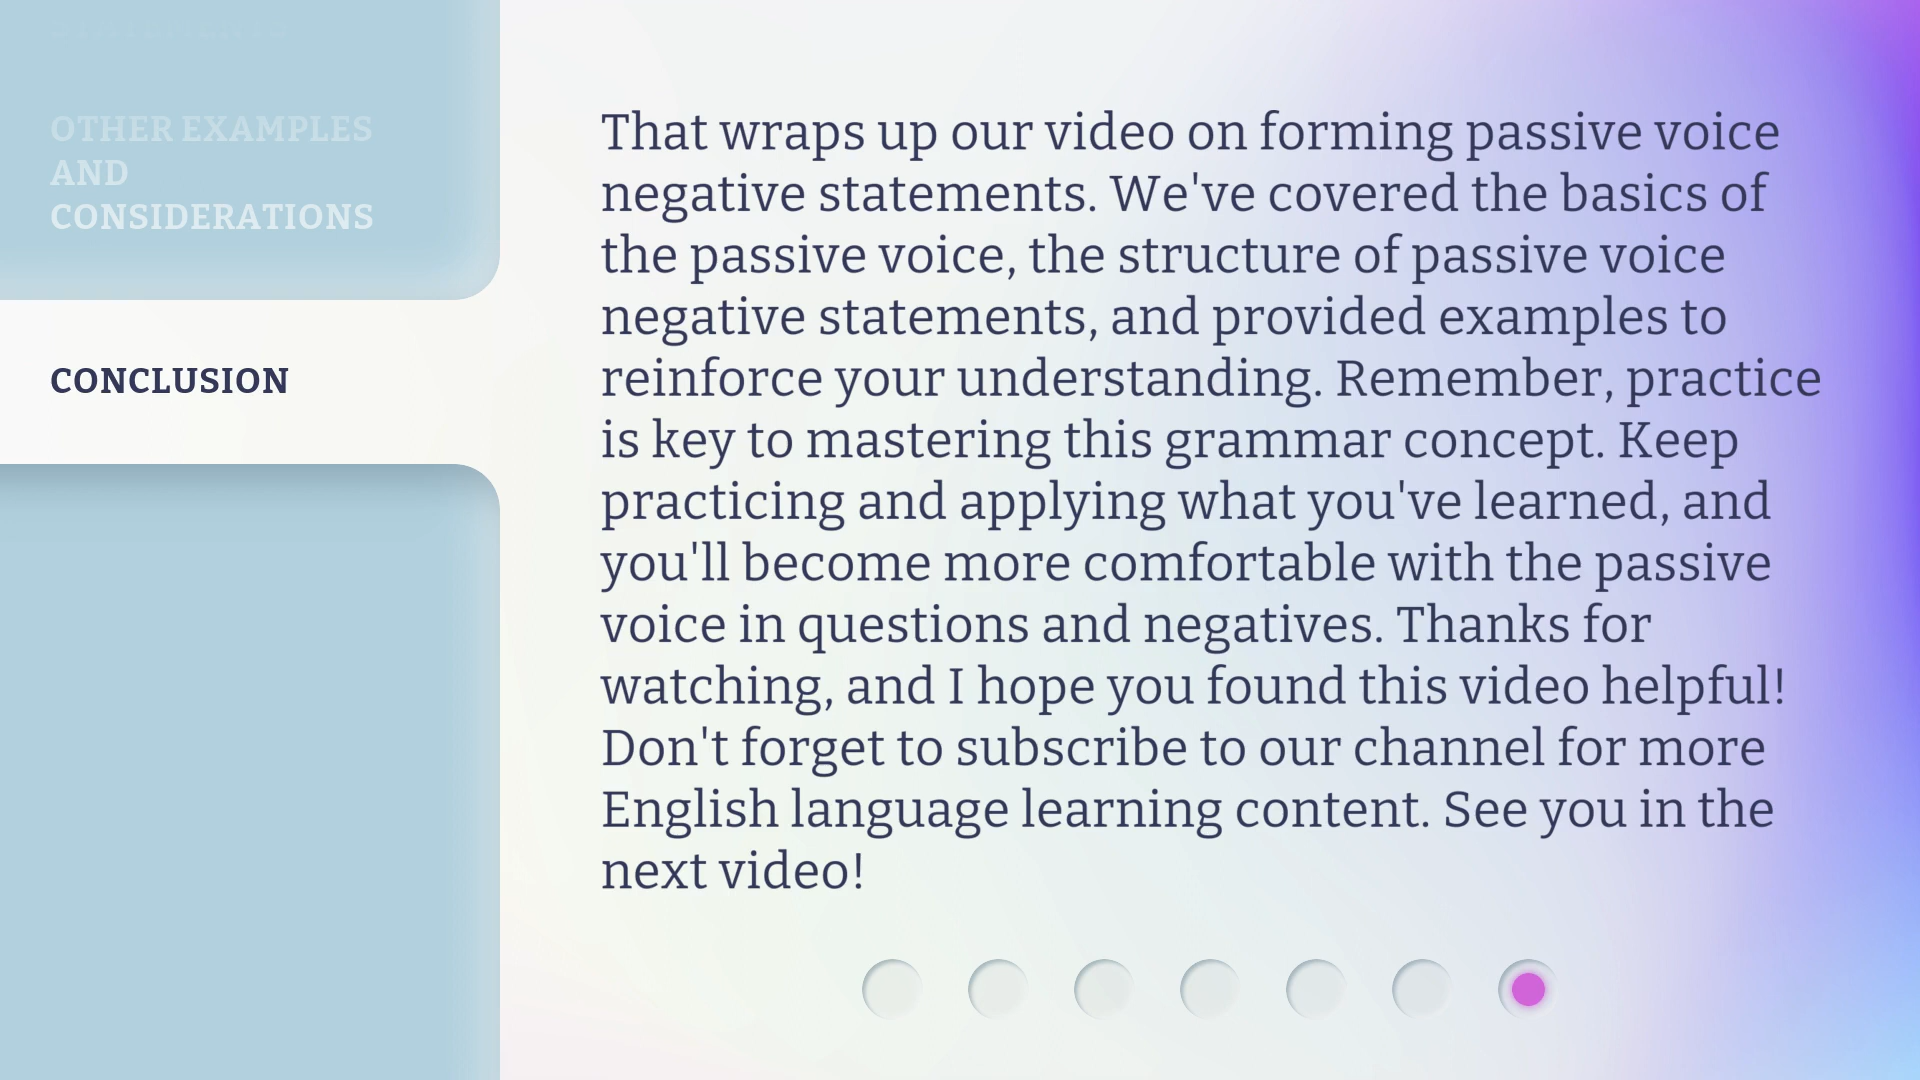 OTHER EXAMPLES
AND
CONSIDERATIONS
CONCLUSION
That wraps up our video on forming passive voice
negative statements. We've covered the basics of
the passive voice, the structure of passive voice
negative statements, and provided examples to
reinforce your understanding. Remember, practice
is key to mastering this grammar concept. Keep
practicing and applying what you've learned, and
you'll become more comfortable with the passive
voice in questions and negatives. Thanks for
watching, and I hope you found this video helpful!
Don't forget to subscribe to our channel for more
English language learning content. See you in the
next video!